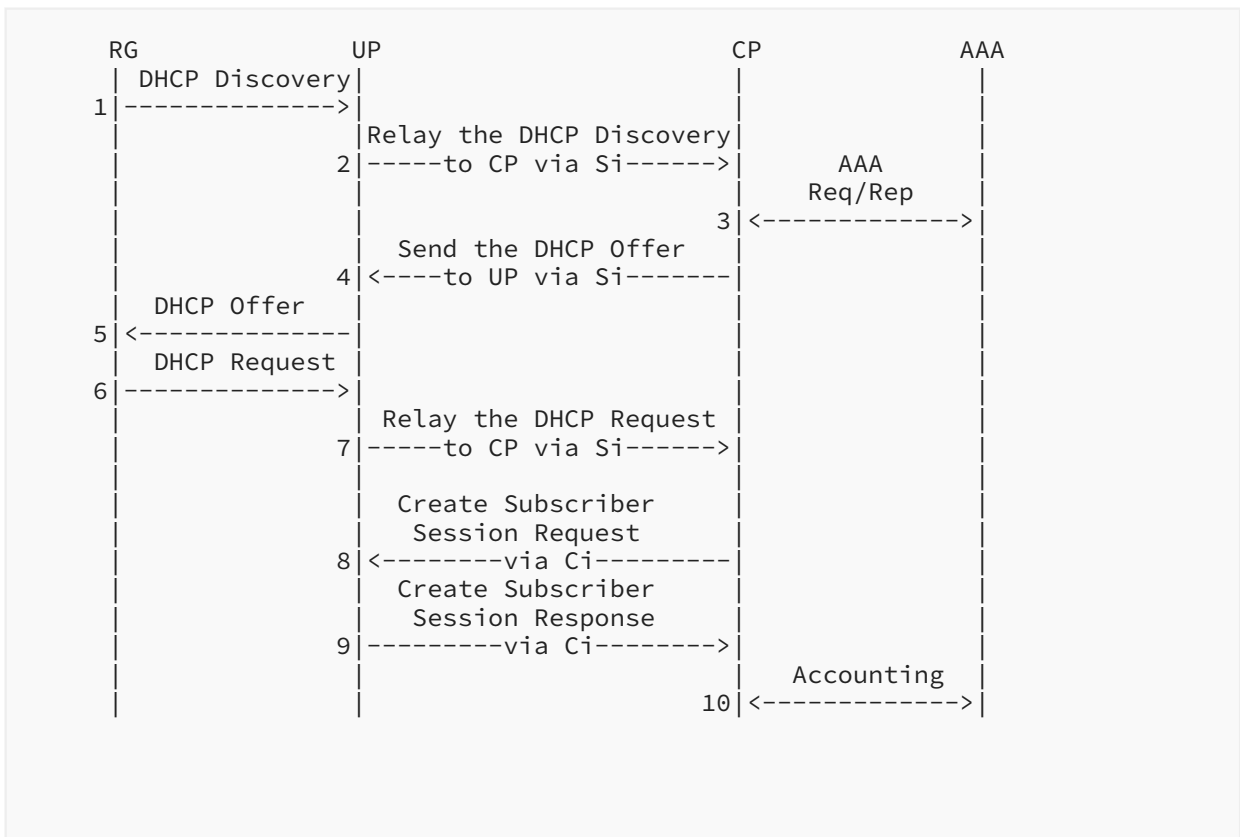 RG              UP                       CP             AAA
 | DHCP Discovery|                        |               |
1|-------------->|                        |               |
 |               |Relay the DHCP Discovery|               |
 |              2|-----to CP via Si------>|      AAA      |
 |               |                        |    Req/Rep    |
 |               |                       3|<------------->|
 |               |  Send the DHCP Offer   |               |
 |              4|<----to UP via Si-------|               |
 |  DHCP Offer   |                        |               |
5|<--------------|                        |               |
 |  DHCP Request |                        |               |
6|-------------->|                        |               |
 |               | Relay the DHCP Request |               |
 |              7|-----to CP via Si------>|               |
 |               |                        |               |
 |               |  Create Subscriber     |               |
 |               |   Session Request      |               |
 |              8|<--------via Ci---------|               |
 |               |  Create Subscriber     |               |
 |               |   Session Response     |               |
 |              9|---------via Ci-------->|               |
 |               |                        |   Accounting  |
 |               |                      10|<------------->|